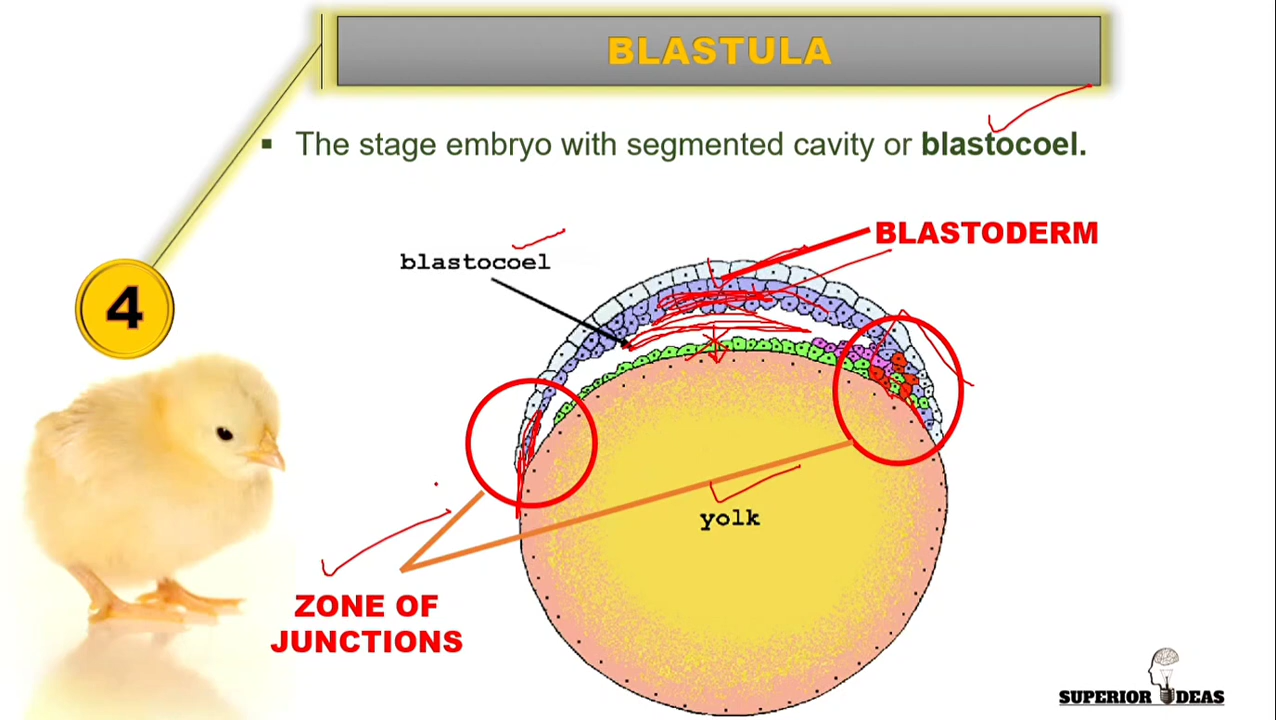 BLASTULA
▪ The stage embryo with segmented cavity or blastocoel.
BLASTODERM
blastocoel
4
yolk
ZONE OF
JUNCTIONS
SUPERIOR IDEAS